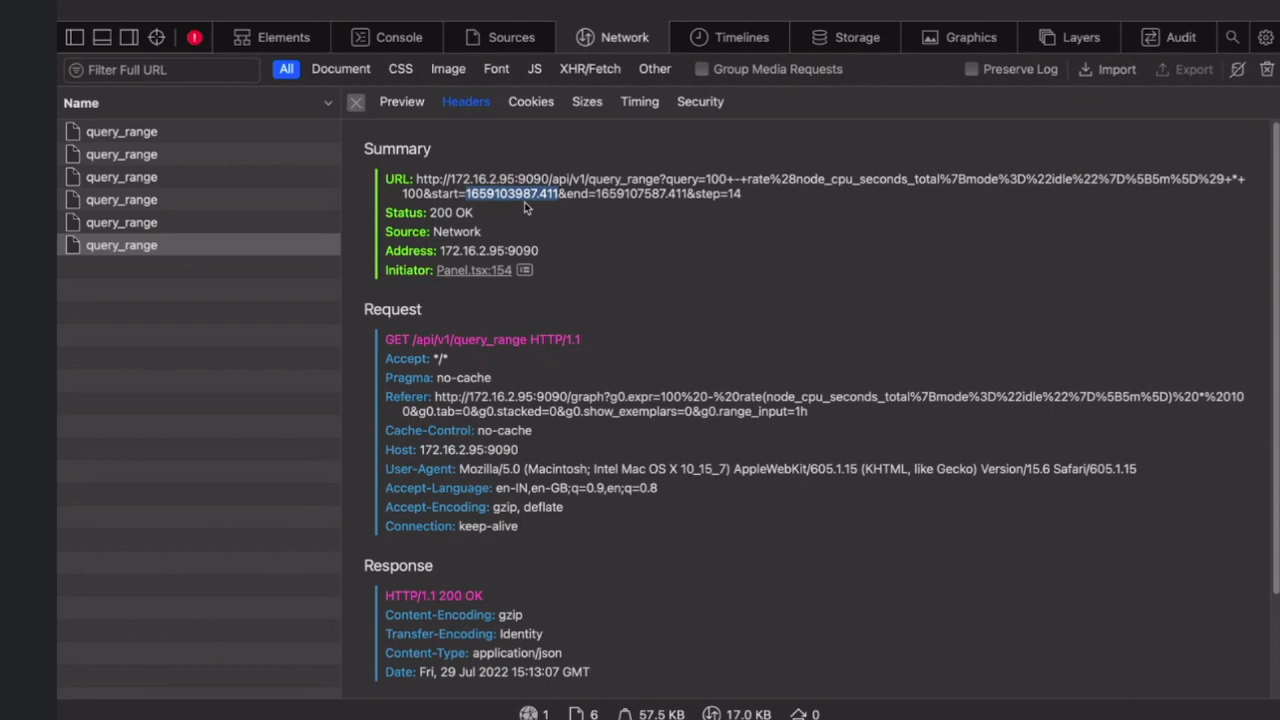 Elements Console Sources Network Timelines Storage Graphics Layers Audit
Filter Full URL All Document CSS Image Font JS XHR/Fetch Other Group Media Requests Preserve Log Import Export
Name Preview Headers Cookies Sizes Timing Security
query_range
query_range
query_range
query_range
query_range
query_range
Summary
URL: http://172.16.2.95:9090/api/v1/query_range?query=100+-+rate%28node_cpu_seconds_total%7Bmode%3D%22idle%22%7D%5B5m%5D%29+*+
100&start=1659103987.411&end=1659107587.411&step=14
Status: 200 OK
Source: Network
Address: 172.16.2.95:9090
Initiator: Panel.tsx:154
Request
GET /api/v1/query_range HTTP/1.1
Accept: */*
Pragma: no-cache
Referer: http://172.16.2.95:9090/graph?g0.expr=100%20-%20rate(node_cpu_seconds_total%7Bmode%3D%22idle%22%7D%5B5m%5D)%20*%2010
0&g0.tab=0&g0.stacked=0&g0.show_exemplars=0&g0.range_input=1h
Cache-Control: no-cache
Host: 172.16.2.95:9090
User-Agent: Mozilla/5.0 (Macintosh; Intel Mac OS X 10_15_7) AppleWebKit/605.1.15 (KHTML, like Gecko) Version/15.6 Safari/605.1.15
Accept-Language: en-IN,en-GB;q=0.9,en;q=0.8
Accept-Encoding: gzip, deflate
Connection: keep-alive
Response
HTTP/1.1 200 OK
Content-Encoding: gzip
Transfer-Encoding: Identity
Content-Type: application/json
Date: Fri, 29 Jul 2022 15:13:07 GMT
1 6 57.5 KB 17.0 KB 0